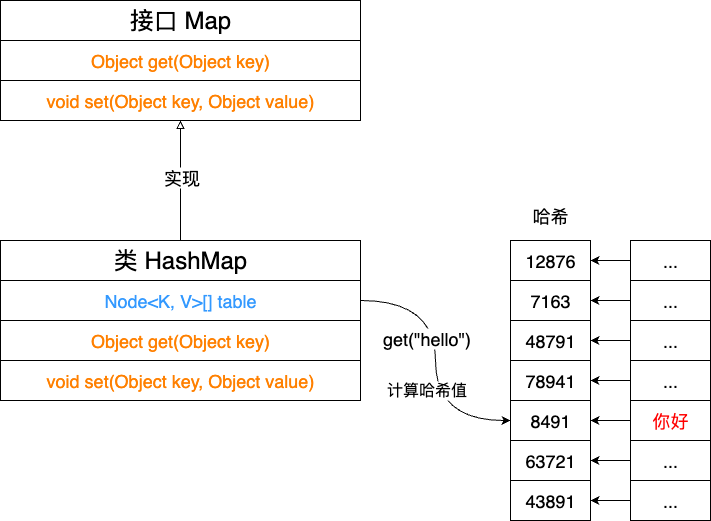 接口 Map
Object get(Object key)
void set(Object key, Object value)
实现
类 HashMap
Node<K, V>[] table
Object get(Object key)
void set(Object key, Object value)
get("hello")
计算哈希值
哈希
12876
...
7163
...
48791
...
78941
...
8491
你好
63721
...
43891
...